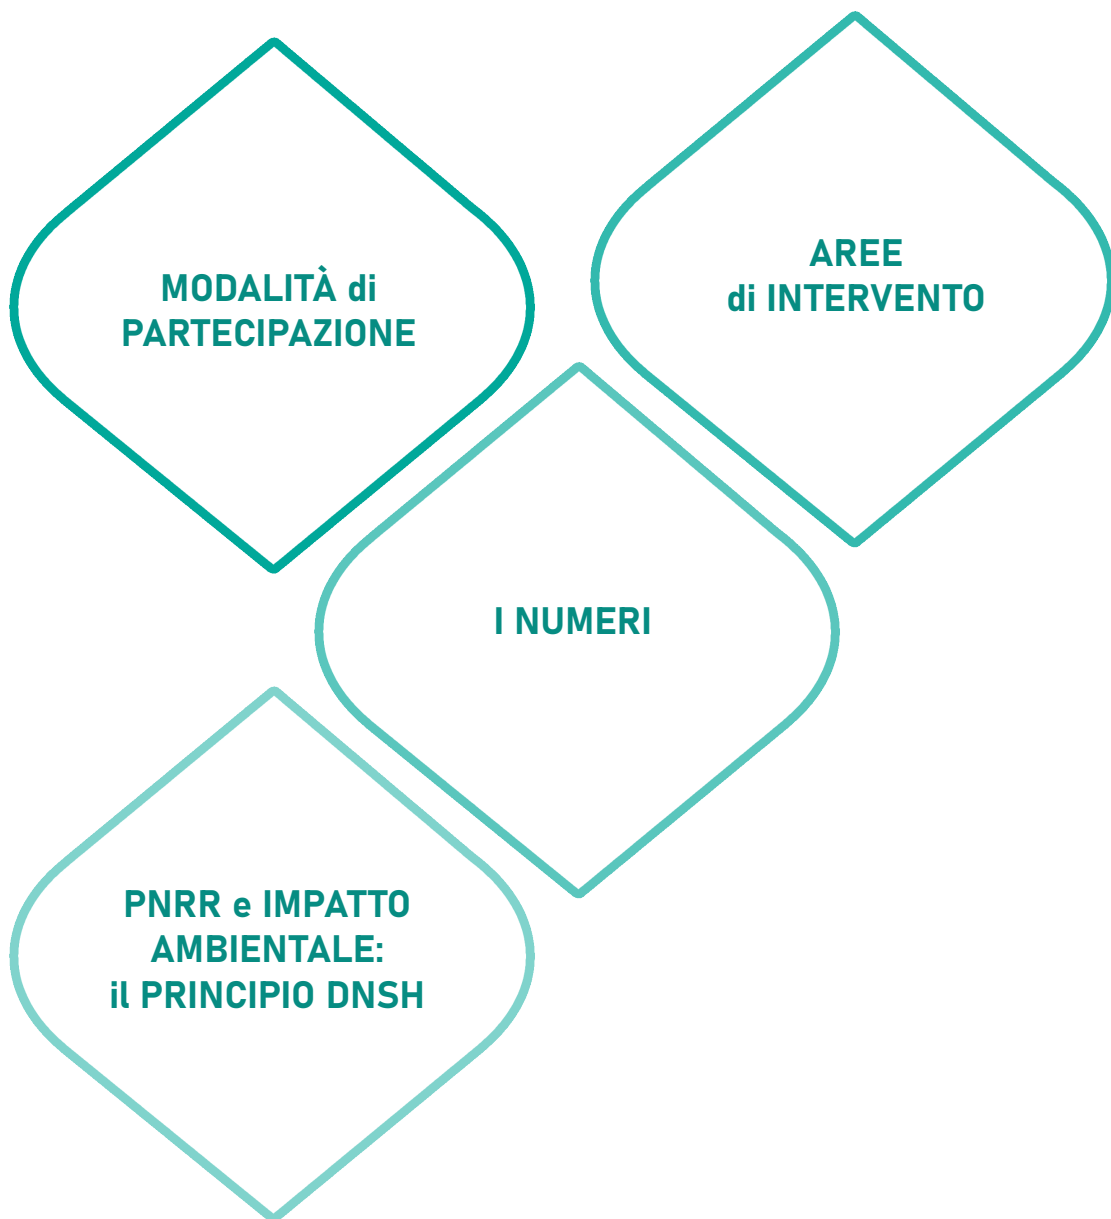 MODALITÀ di
PARTECIPAZIONE
AREE
di INTERVENTO
I NUMERI
PNRR e IMPATTO
AMBIENTALE:
il PRINCIPIO DNSH